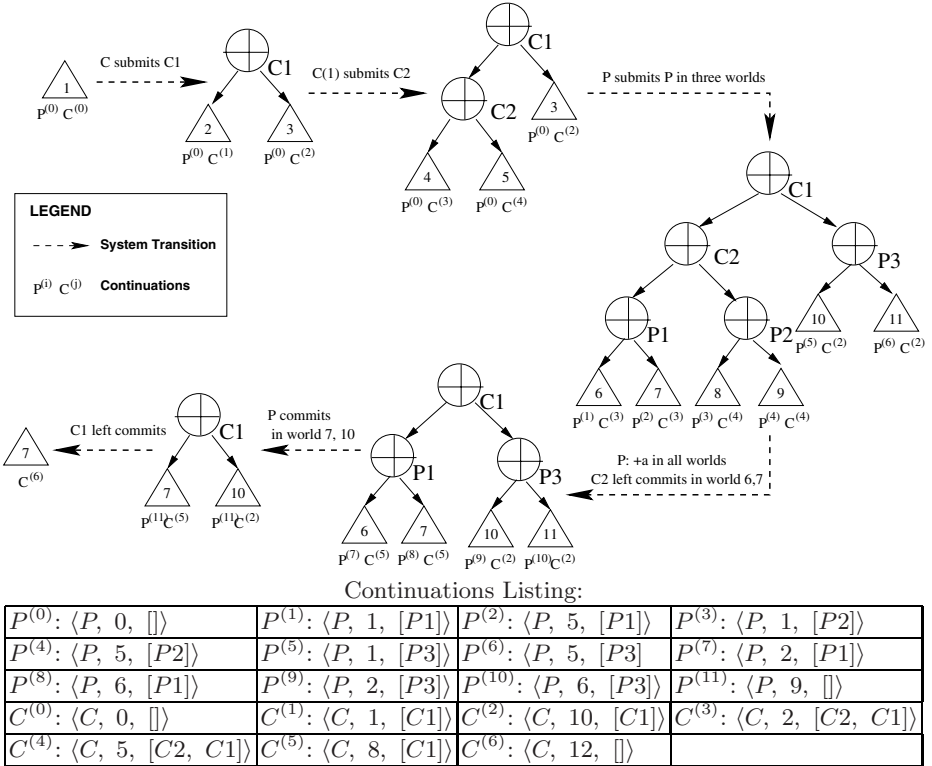 C submits C1
C(1) submits C2
P submits P in three worlds
1
P(0) C(0)
C1
2
3
P(0) C(1)
P(0) C(2)
C1
C2
3
P(0) C(2)
4
5
P(0) C(3)
P(0) C(4)
LEGEND
System Transition
P(i) C(j) Continuations
C1
C2
P3
P1
P2
10
11
P(5) C(2)
P(6) C(2)
6
7
8
9
P(1) C(3)
P(2) C(3)
P(3) C(4)
P(4) C(4)
P: +a in all worlds
C2 left commits in world 6,7
C1
P1
P3
6
7
10
11
P(7) C(5)
P(8) C(5)
P(9) C(2)
P(10)C(2)
P commits
in world 7, 10
C1
7
10
P(11)C(5)
P(11)C(2)
C1 left commits
7
C(6)
Continuations Listing:
P(0): ⟨P, 0, []⟩ P(1): ⟨P, 1, [P1]⟩ P(2): ⟨P, 5, [P1]⟩ P(3): ⟨P, 1, [P2]⟩
P(4): ⟨P, 5, [P2]⟩ P(5): ⟨P, 1, [P3]⟩ P(6): ⟨P, 5, [P3] P(7): ⟨P, 2, [P1]⟩
P(8): ⟨P, 6, [P1]⟩ P(9): ⟨P, 2, [P3]⟩ P(10): ⟨P, 6, [P3]⟩ P(11): ⟨P, 9, []⟩
C(0): ⟨C, 0, []⟩ C(1): ⟨C, 1, [C1]⟩ C(2): ⟨C, 10, [C1]⟩ C(3): ⟨C, 2, [C2, C1]⟩
C(4): ⟨C, 5, [C2, C1]⟩ C(5): ⟨C, 8, [C1]⟩ C(6): ⟨C, 12, []⟩